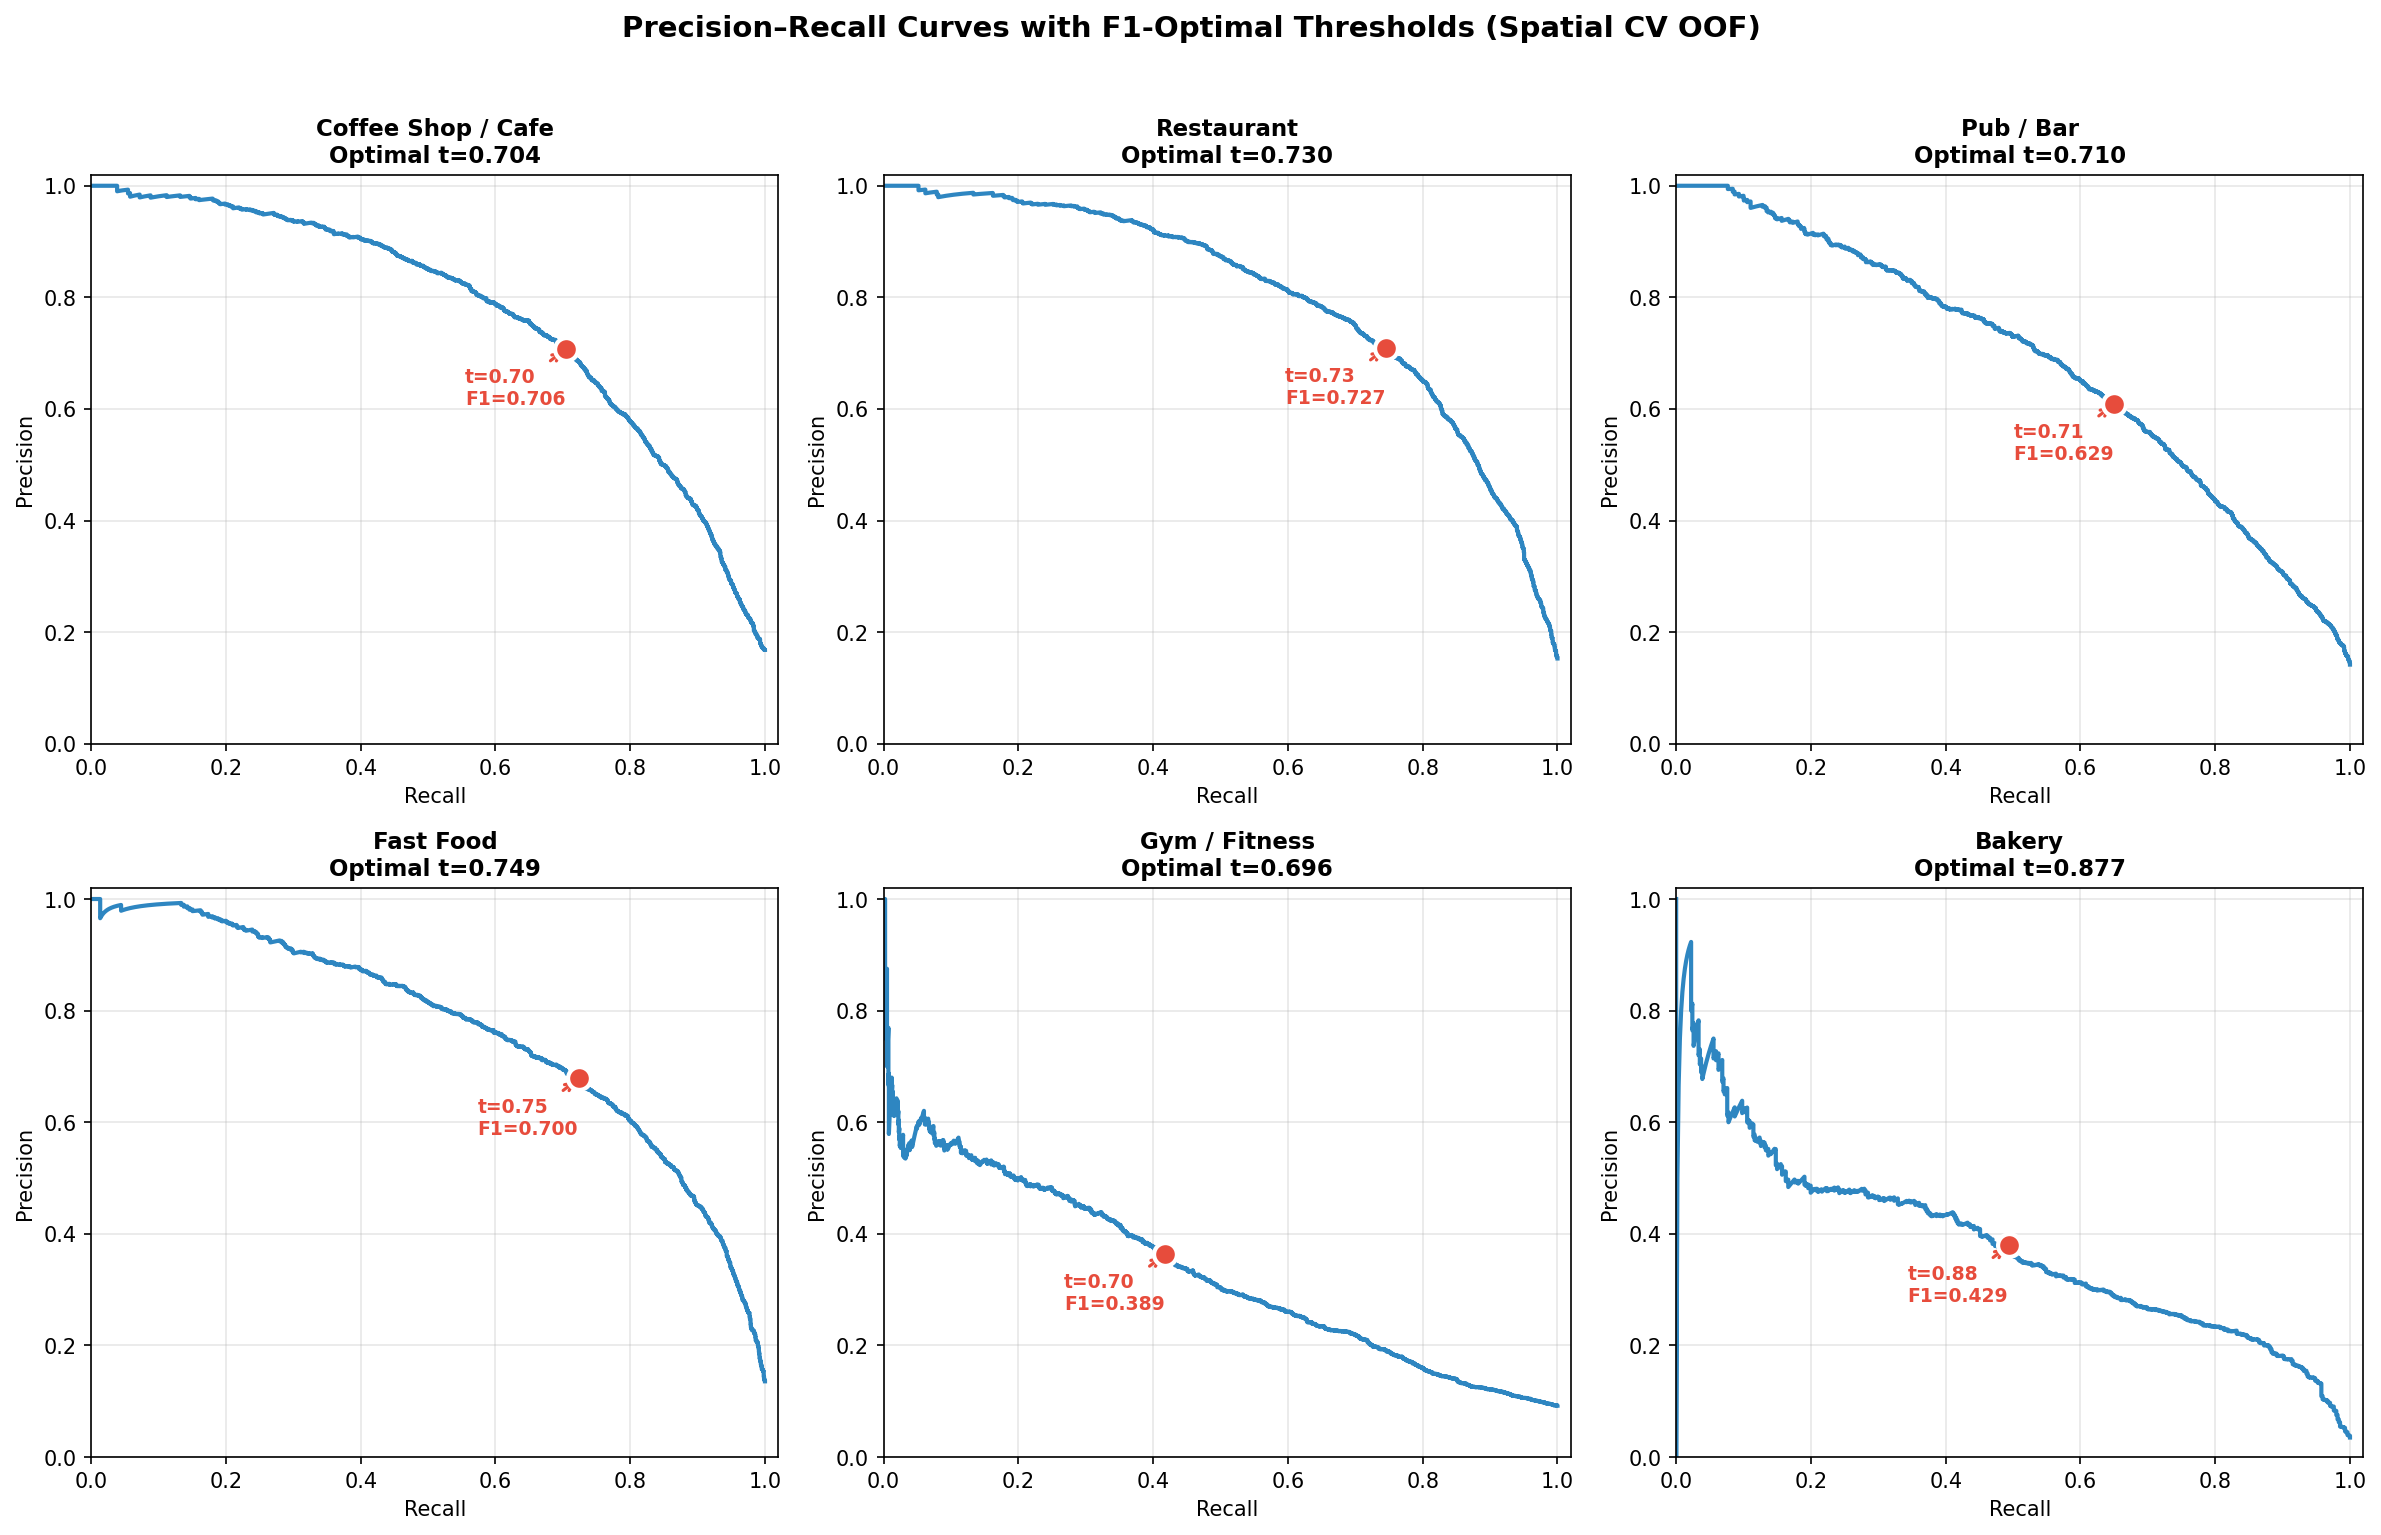 Precision–Recall Curves with F1-Optimal Thresholds (Spatial CV OOF)
Coffee Shop / Cafe
Optimal t=0.704
1.0
0.8
0.6
0.4
0.2
0.0
Precision
t=0.70
F1=0.706
0.0 0.2 0.4 0.6 0.8 1.0
Recall
Restaurant
Optimal t=0.730
1.0
0.8
0.6
0.4
0.2
0.0
Precision
t=0.73
F1=0.727
0.0 0.2 0.4 0.6 0.8 1.0
Recall
Pub / Bar
Optimal t=0.710
1.0
0.8
0.6
0.4
0.2
0.0
Precision
t=0.71
F1=0.629
0.0 0.2 0.4 0.6 0.8 1.0
Recall
Fast Food
Optimal t=0.749
1.0
0.8
0.6
0.4
0.2
0.0
Precision
t=0.75
F1=0.700
0.0 0.2 0.4 0.6 0.8 1.0
Recall
Gym / Fitness
Optimal t=0.696
1.0
0.8
0.6
0.4
0.2
0.0
Precision
t=0.70
F1=0.389
0.0 0.2 0.4 0.6 0.8 1.0
Recall
Bakery
Optimal t=0.877
1.0
0.8
0.6
0.4
0.2
0.0
Precision
t=0.88
F1=0.429
0.0 0.2 0.4 0.6 0.8 1.0
Recall